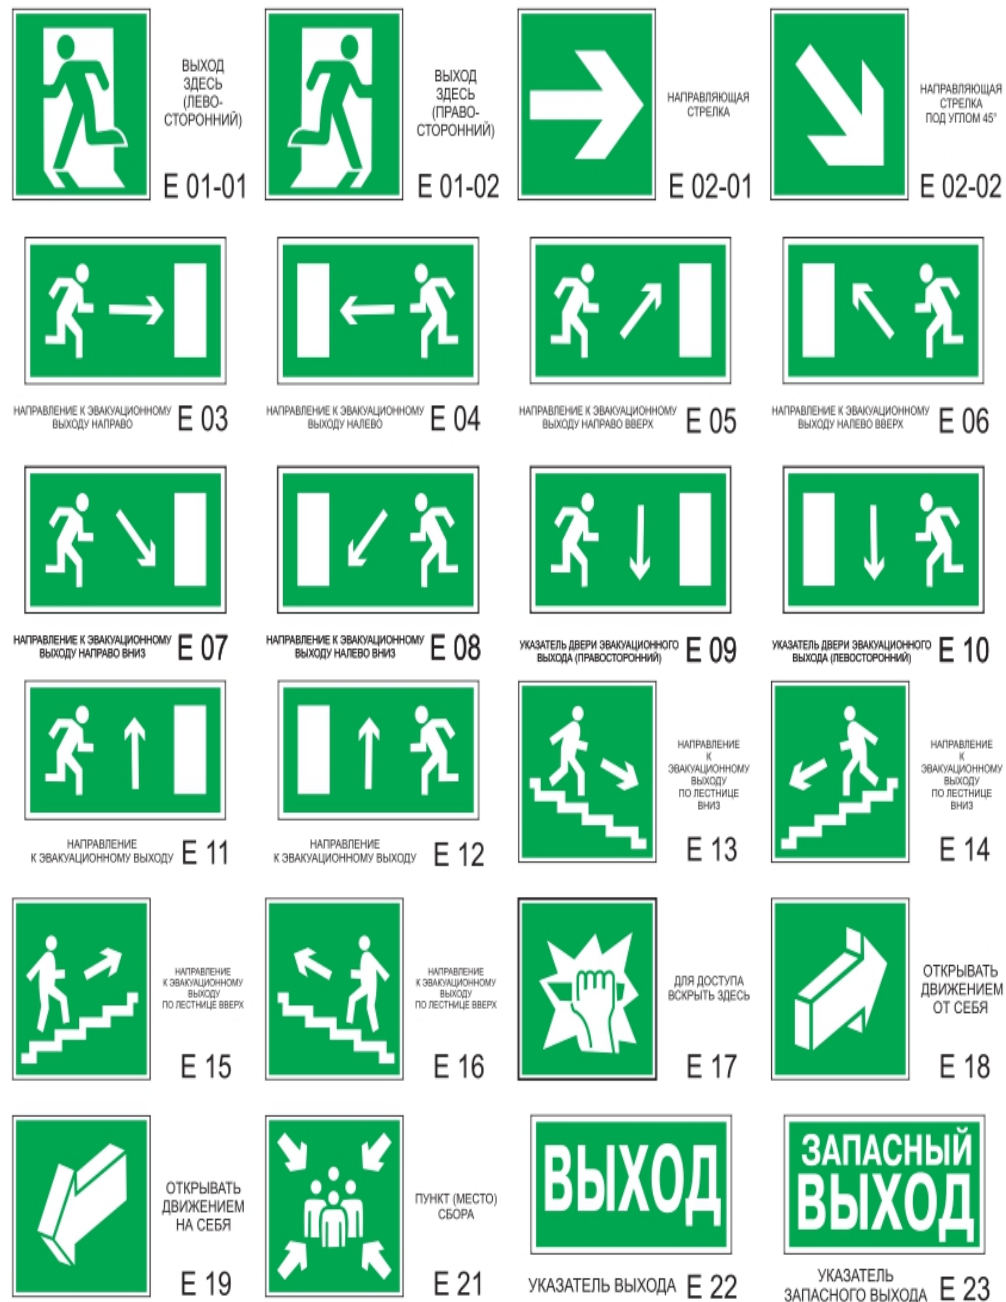 ВЫХОД
ЗДЕСЬ
(ЛЕВО-
СТОРОННИЙ)
E 01-01
ВЫХОД
ЗДЕСЬ
(ПРАВО-
СТОРОННИЙ)
E 01-02
НАПРАВЛЯЮЩАЯ
СТРЕЛКА
E 02-01
НАПРАВЛЯЮЩАЯ
СТРЕЛКА
ПОД УГЛОМ 45°
E 02-02
НАПРАВЛЕНИЕ К ЭВАКУАЦИОННОМУ
ВЫХОДУ НАПРАВО
E 03
НАПРАВЛЕНИЕ К ЭВАКУАЦИОННОМУ
ВЫХОДУ НАЛЕВО
E 04
НАПРАВЛЕНИЕ К ЭВАКУАЦИОННОМУ
ВЫХОДУ НАПРАВО ВВЕРХ
E 05
НАПРАВЛЕНИЕ К ЭВАКУАЦИОННОМУ
ВЫХОДУ НАЛЕВО ВВЕРХ
E 06
НАПРАВЛЕНИЕ К ЭВАКУАЦИОННОМУ
ВЫХОДУ НАПРАВО ВНИЗ
E 07
НАПРАВЛЕНИЕ К ЭВАКУАЦИОННОМУ
ВЫХОДУ НАЛЕВО ВНИЗ
E 08
УКАЗАТЕЛЬ ДВЕРИ ЭВАКУАЦИОННОГО
ВЫХОДА (ПРАВОСТОРОННИЙ)
E 09
УКАЗАТЕЛЬ ДВЕРИ ЭВАКУАЦИОННОГО
ВЫХОДА (ЛЕВОСТОРОННИЙ)
E 10
НАПРАВЛЕНИЕ
К ЭВАКУАЦИОННОМУ ВЫХОДУ
E 11
НАПРАВЛЕНИЕ
К ЭВАКУАЦИОННОМУ ВЫХОДУ
E 12
НАПРАВЛЕНИЕ
К
ЭВАКУАЦИОННОМУ
ВЫХОДУ
ПО ЛЕСТНИЦЕ
ВНИЗ
E 13
НАПРАВЛЕНИЕ
К
ЭВАКУАЦИОННОМУ
ВЫХОДУ
ПО ЛЕСТНИЦЕ
ВНИЗ
E 14
НАПРАВЛЕНИЕ
К ЭВАКУАЦИОННОМУ
ВЫХОДУ
ПО ЛЕСТНИЦЕ ВВЕРХ
E 15
НАПРАВЛЕНИЕ
К ЭВАКУАЦИОННОМУ
ВЫХОДУ
ПО ЛЕСТНИЦЕ ВВЕРХ
E 16
ДЛЯ ДОСТУПА
ВСКРЫТЬ ЗДЕСЬ
E 17
ОТКРЫВАТЬ
ДВИЖЕНИЕМ
ОТ СЕБЯ
E 18
ОТКРЫВАТЬ
ДВИЖЕНИЕМ
НА СЕБЯ
E 19
ПУНКТ (МЕСТО)
СБОРА
E 21
ВЫХОД
УКАЗАТЕЛЬ ВЫХОДА
E 22
ЗАПАСНЫЙ
ВЫХОД
УКАЗАТЕЛЬ
ЗАПАСНОГО ВЫХОДА
E 23